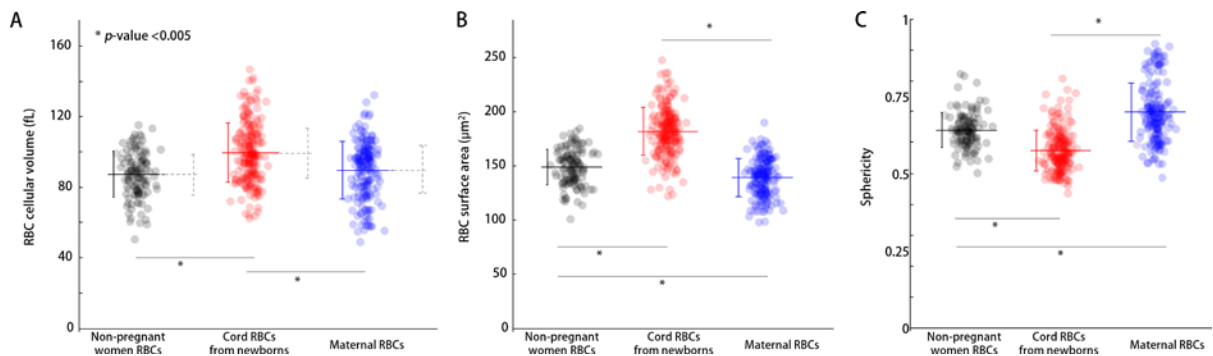 A
* p-value <0.005
RBC cellular volume (fL)
160
120
80
40
0
*
*
Non-pregnant
women RBCs
Cord RBCs
from newborns
Maternal RBCs
B
RBC surface area (μm²)
250
200
150
100
50
0
*
*
*
Non-pregnant
women RBCs
Cord RBCs
from newborns
Maternal RBCs
C
Sphericity
1
0.75
0.5
0.25
0
*
*
*
Non-pregnant
women RBCs
Cord RBCs
from newborns
Maternal RBCs